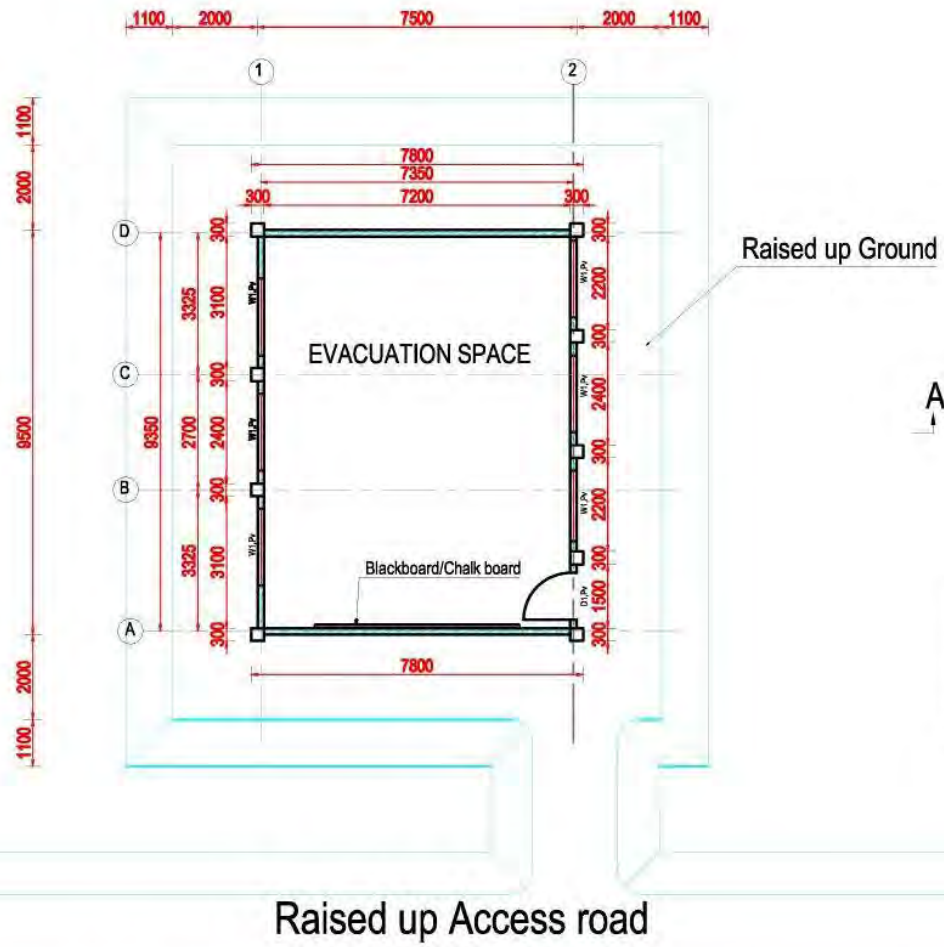 1100 2000 7500 2000 1100
1 2
1100
2000
9500
2000
1100
7800
7350
300 7200 300
D
C
B
A
9350
3325
2700
3325
300
3100
300
2400
300
3100
300
W1,Pv
W1,Pv
W1,Pv
EVACUATION SPACE
Blackboard/Chalk board
W1,Pv
W1,Pv
W1,Pv
D1,Pv
300
2200
300
2400
300
2200
300
1500
300
7800
Raised up Ground
A
Raised up Access road